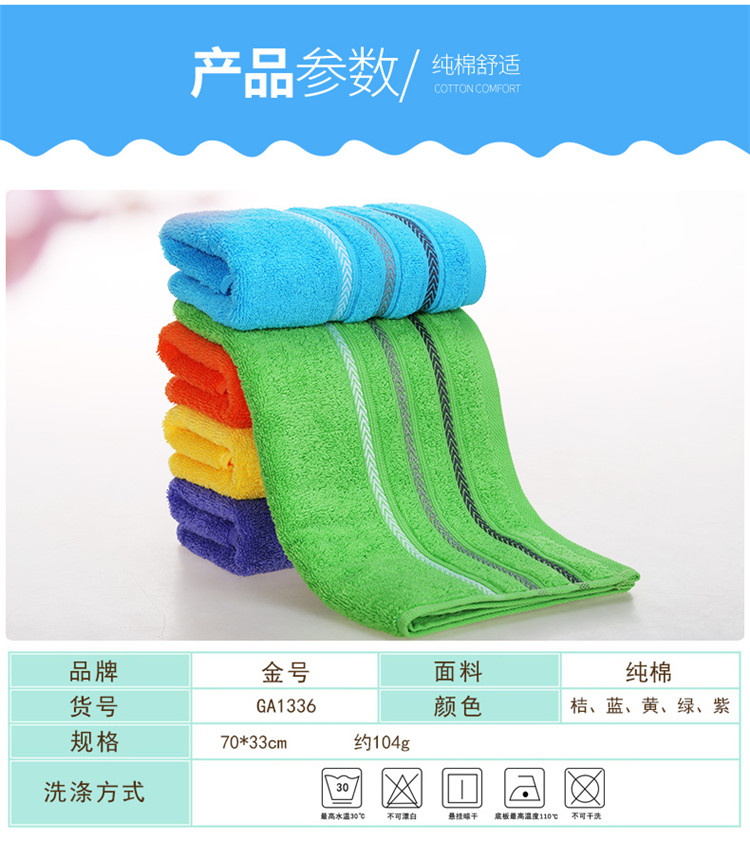 产品参数/ 纯棉舒适
COTTON COMFORT
品牌 金号 面料 纯棉
货号 GA1336 颜色 桔、蓝、黄、绿、紫
规格 70*33cm 约104g
洗涤方式
30
最高水温30℃ 不可漂白 悬挂晾干 底板最高温度110℃ 不可干洗